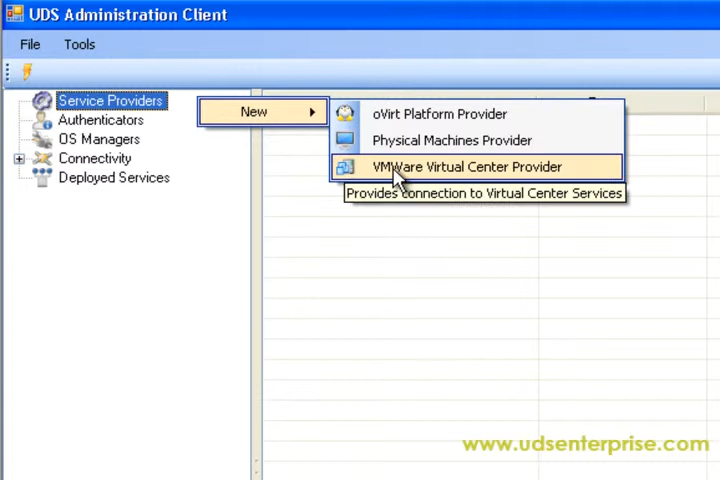 UDS Administration Client
File Tools
Service Providers
Authenticators
OS Managers
Connectivity
Deployed Services
New
oVirt Platform Provider
Physical Machines Provider
VMWare Virtual Center Provider
Provides connection to Virtual Center Services
www.udsenterprise.com